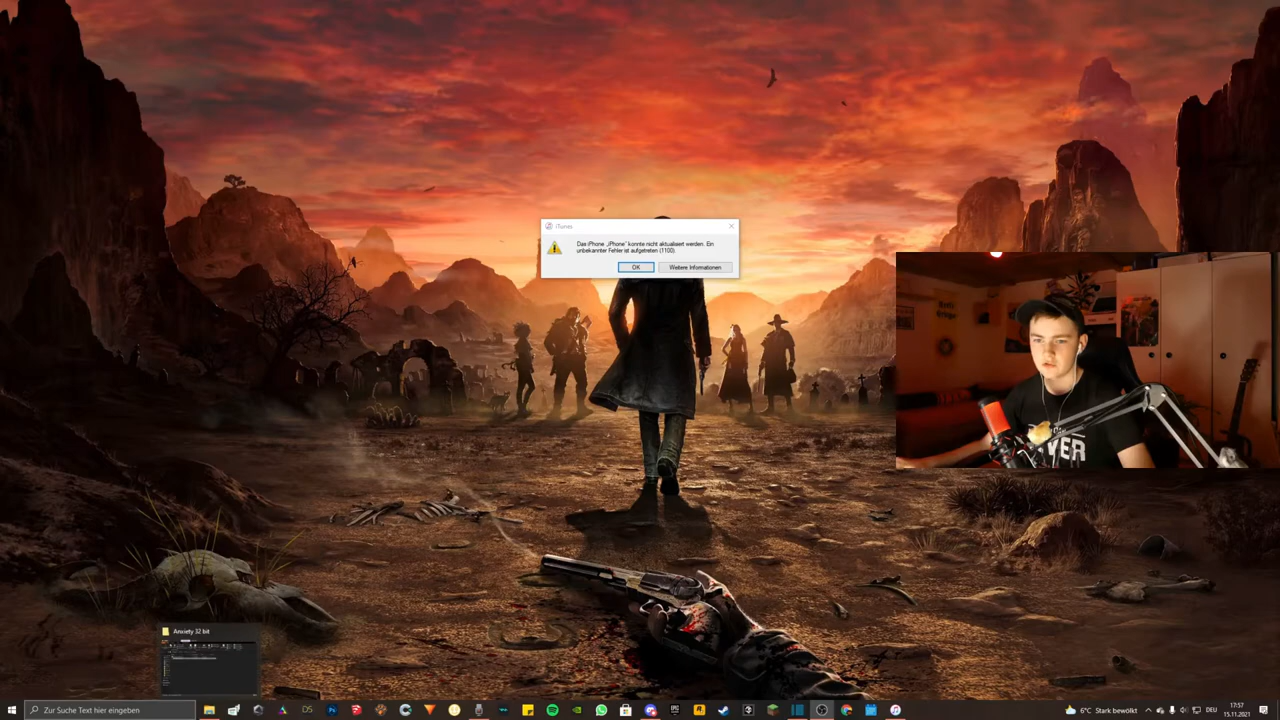 iTunes
Das iPhone „iPhone“ konnte nicht aktualisiert werden. Ein
unbekannter Fehler ist aufgetreten (1100).
OK
Weitere Informationen
Anxiety 32 bit
Zur Suche Text hier eingeben
6°C Stark bewölkt
DEU
17:57
15.11.2021